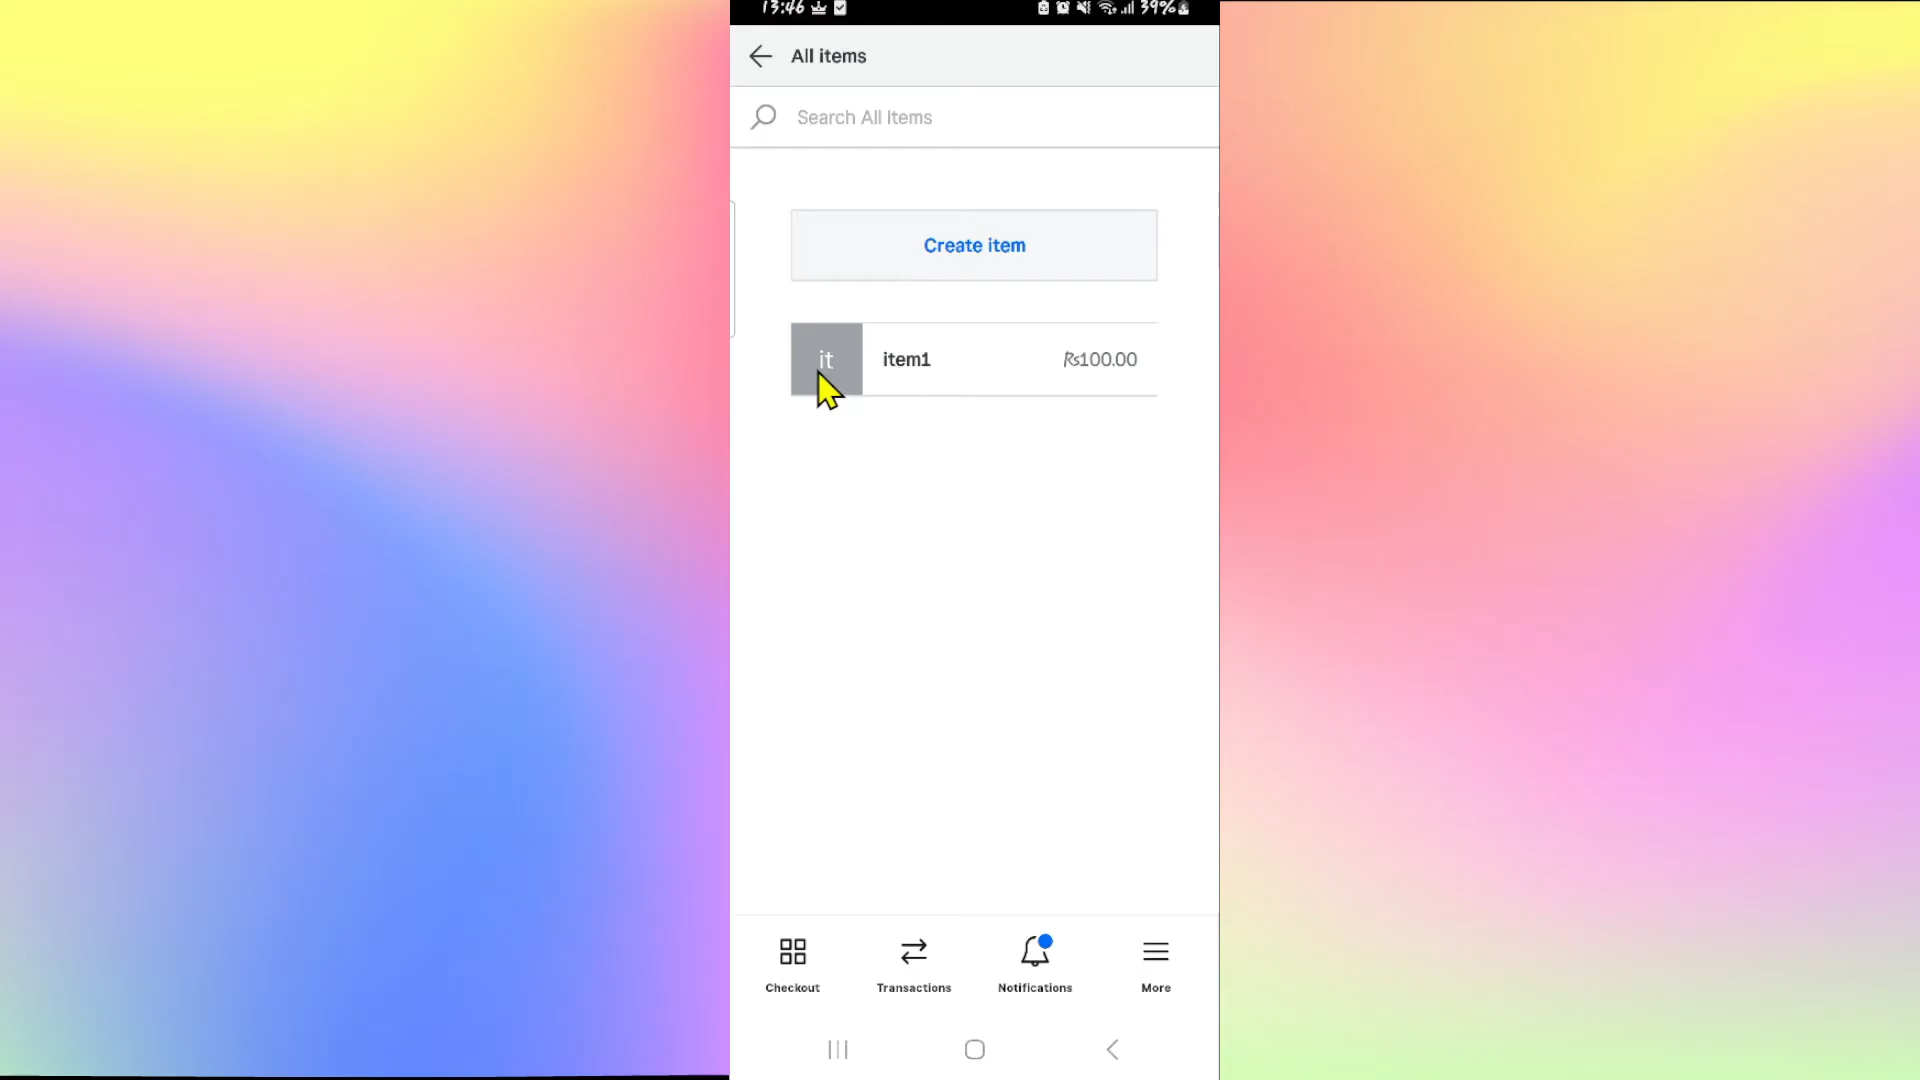 13:46 39%
All items
Search All Items
Create item
it item1 Rs100.00
Checkout Transactions Notifications More